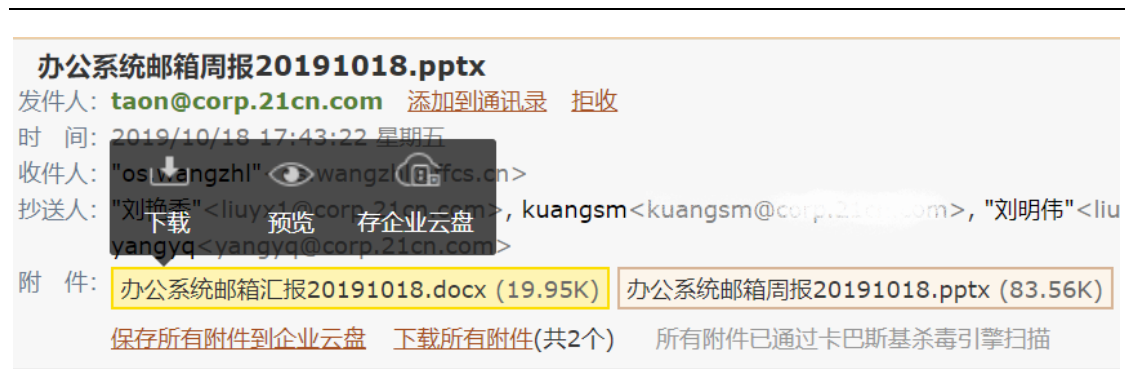 办公系统邮箱周报20191018.pptx
发件人: taon@corp.21cn.com 添加到通讯录 拒收
时 间: 2019/10/18 17:43:22 星期五
收件人: "os.wangzhl"<os.wangzhl@ffcs.cn>
抄送人: "刘艳秀"<liuyx1@corp.21cn.com>, kuangsm<kuangsm@corp.21cn.com>, "刘明伟"<liu
yangyq<yangyq@corp.21cn.com>
下载 预览 存企业云盘
附 件: 办公系统邮箱汇报20191018.docx (19.95K) 办公系统邮箱周报20191018.pptx (83.56K)
保存所有附件到企业云盘 下载所有附件(共2个) 所有附件已通过卡巴斯基杀毒引擎扫描